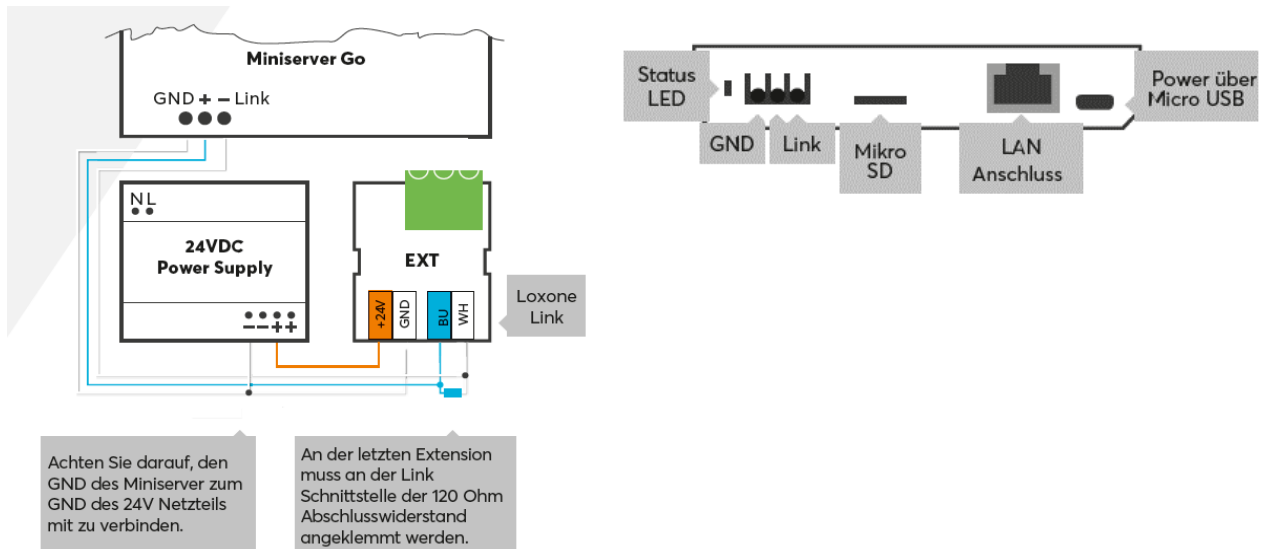 Miniserver Go
GND + − Link
N L
24VDC
Power Supply
−−++
EXT
+24V
GND
BU
WH
Loxone
Link
Achten Sie darauf, den
GND des Miniserver zum
GND des 24V Netzteils
mit zu verbinden.
An der letzten Extension
muss an der Link
Schnittstelle der 120 Ohm
Abschlusswiderstand
angeklemmt werden.
Status
LED
GND
Link
Mikro
SD
LAN
Anschluss
Power über
Micro USB